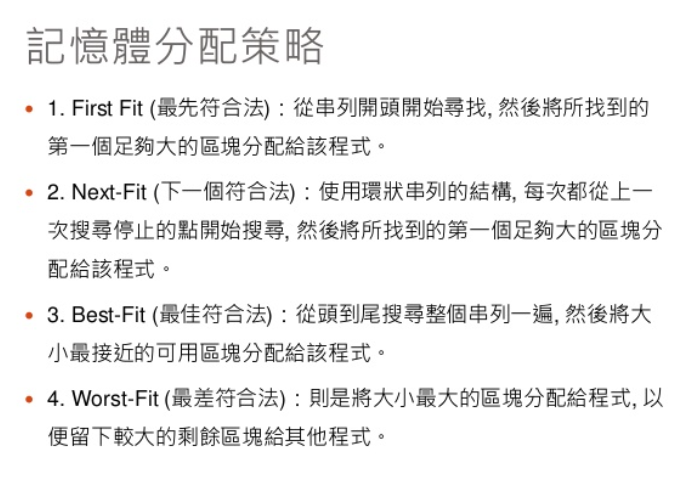 記憶體分配策略
• 1. First Fit (最先符合法)：從串列開頭開始尋找, 然後將所找到的
第一個足夠大的區塊分配給該程式。
• 2. Next-Fit (下一個符合法)：使用環狀串列的結構, 每次都從上一
次搜尋停止的點開始搜尋, 然後將所找到的第一個足夠大的區塊分
配給該程式。
• 3. Best-Fit (最佳符合法)：從頭到尾搜尋整個串列一遍, 然後將大
小最接近的可用區塊分配給該程式。
• 4. Worst-Fit (最差符合法)：則是將大小最大的區塊分配給程式, 以
便留下較大的剩餘區塊給其他程式。